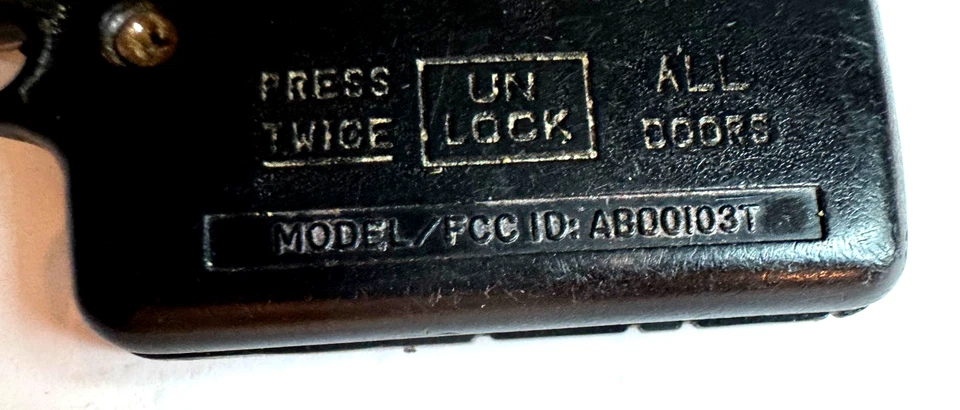 PRESS
TWICE
UN
LOCK
ALL
DOORS
MODEL/FCC ID: ABO0103T